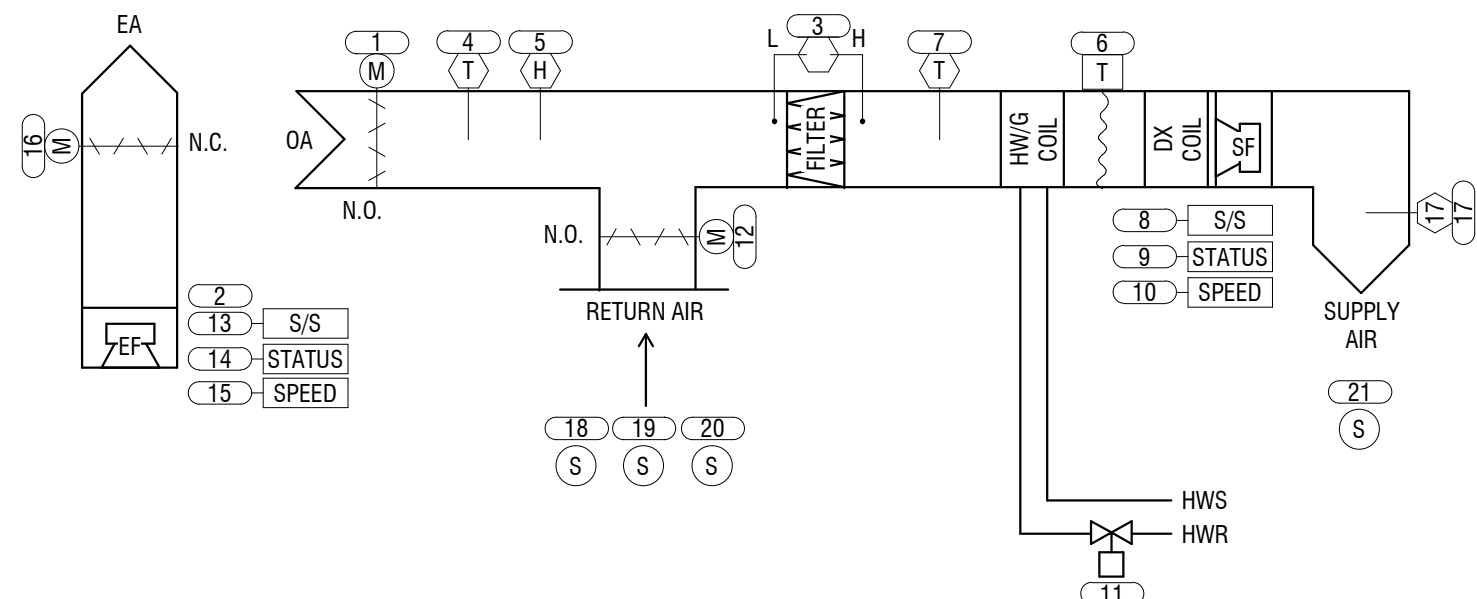 EA
16
M
N.C.
2
13 S/S
14 STATUS
15 SPEED
EF
OA
1
M
N.O.
4
T
5
H
L 3 H
FILTER
7
T
HW/G
COIL
6
T
DX
COIL
SF
N.O.
M
12
RETURN AIR
18 19 20
S S S
8 S/S
9 STATUS
10 SPEED
17
17
SUPPLY
AIR
21
S
HWS
HWR
11